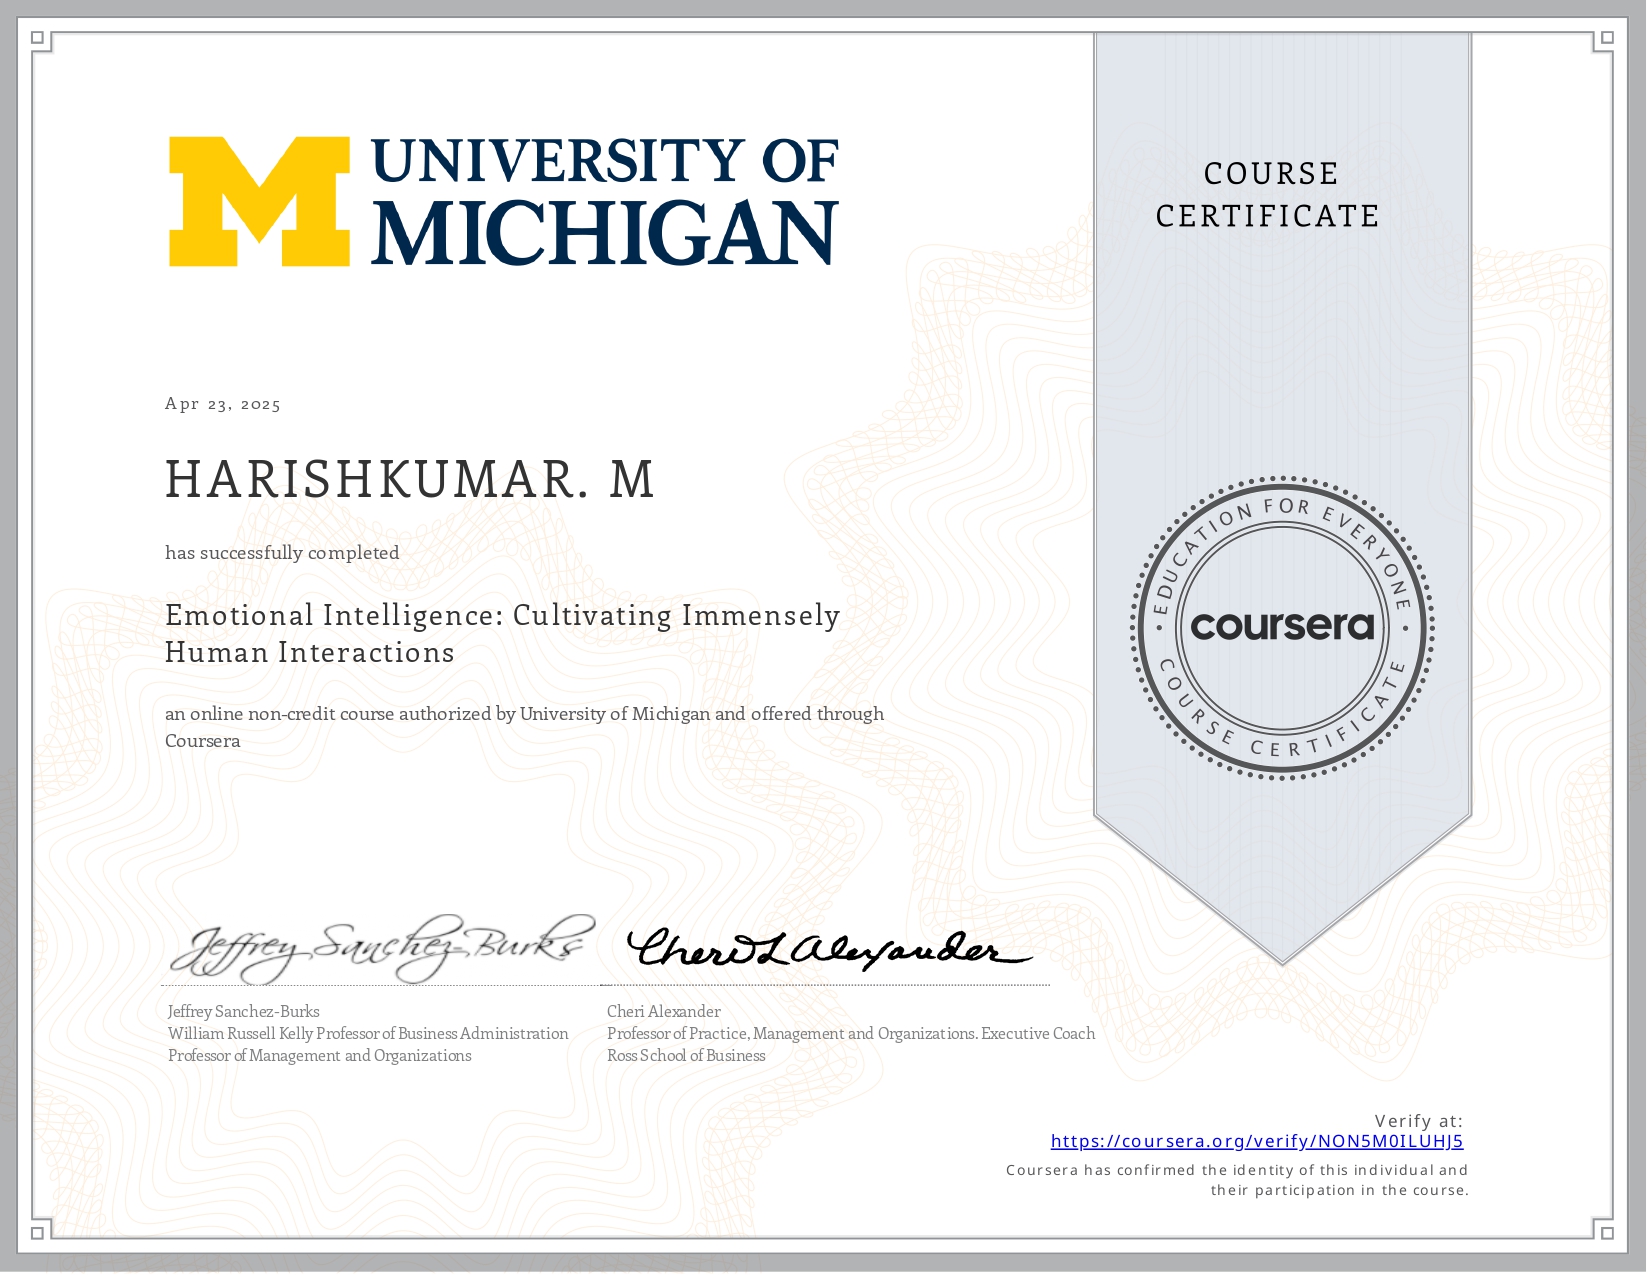 UNIVERSITY OF
MICHIGAN
COURSE
CERTIFICATE
Apr 23, 2025
HARISHKUMAR. M
has successfully completed
Emotional Intelligence: Cultivating Immensely
Human Interactions
an online non-credit course authorized by University of Michigan and offered through
Coursera
EDUCATION FOR EVERYONE
coursera
COURSE CERTIFICATE
Jeffrey Sanchez-Burks
Cheri L Alexander
Jeffrey Sanchez-Burks
William Russell Kelly Professor of Business Administration
Professor of Management and Organizations
Cheri Alexander
Professor of Practice, Management and Organizations. Executive Coach
Ross School of Business
Verify at:
https://coursera.org/verify/NON5M0ILUHJ5
Coursera has confirmed the identity of this individual and
their participation in the course.